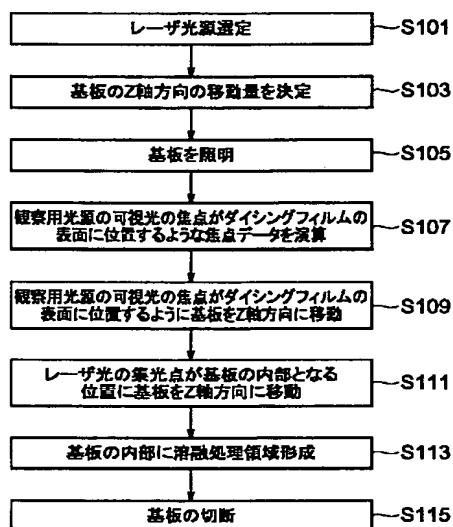 レーザ光源選定
S101
基板のZ軸方向の移動量を決定
S103
基板を照明
S105
観察用光源の可視光の焦点がダイシングフィルムの
表面に位置するような焦点データを演算
S107
観察用光源の可視光の焦点がダイシングフィルムの
表面に位置するように基板をZ軸方向に移動
S109
レーザ光の集光点が基板の内部となる
位置に基板をZ軸方向に移動
S111
基板の内部に溶融処理領域形成
S113
基板の切断
S115